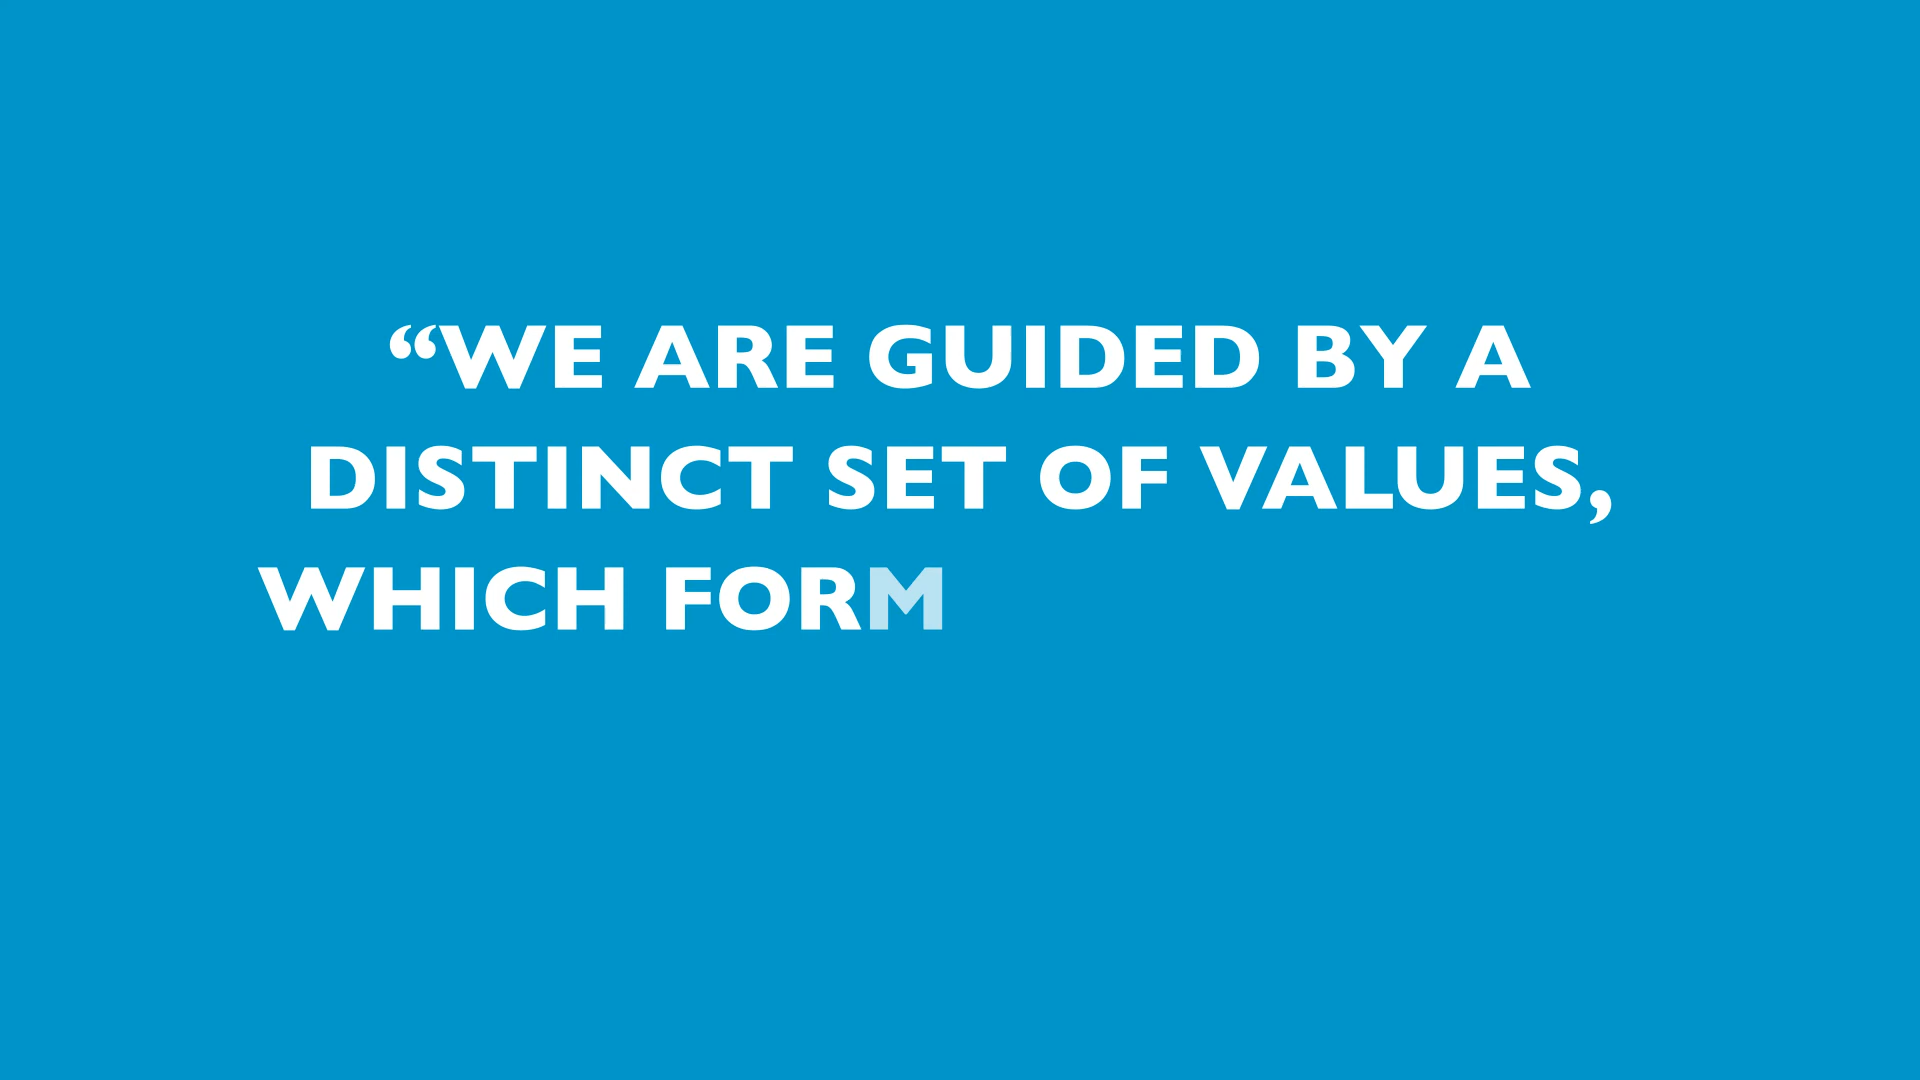 “WE ARE GUIDED BY A
DISTINCT SET OF VALUES,
WHICH FORM